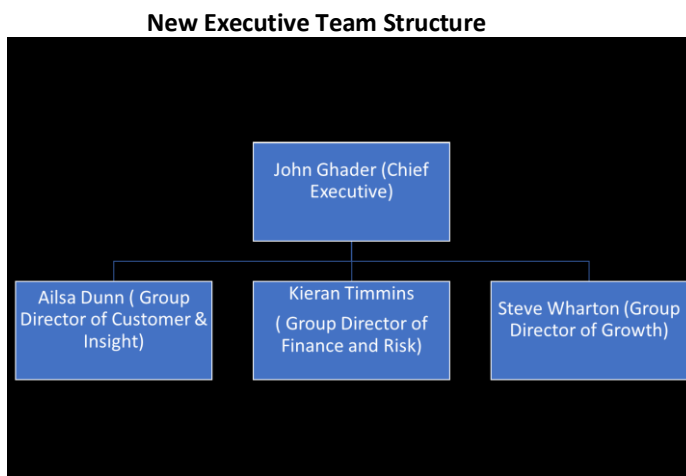 New Executive Team Structure
John Ghader (Chief
Executive)
Ailsa Dunn ( Group
Director of Customer &
Insight)
Kieran Timmins
( Group Director of
Finance and Risk)
Steve Wharton (Group
Director of Growth)